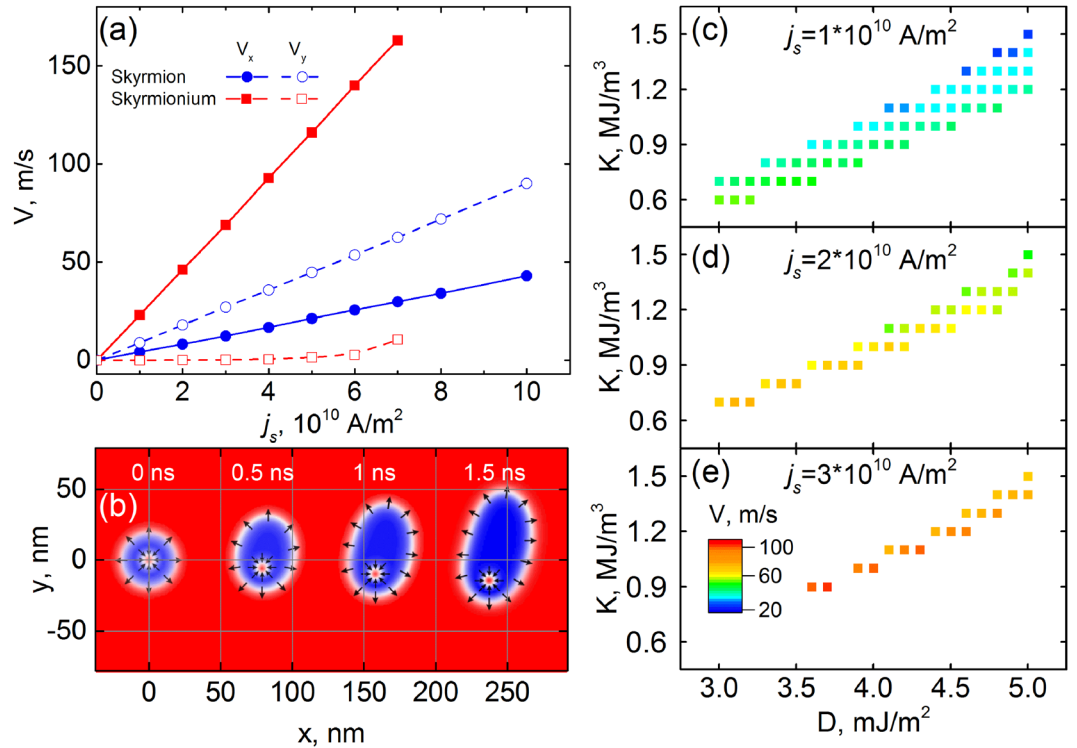 (a)
V_x V_y
Skyrmion
Skyrmionium
150
100
50
0
V, m/s
0 2 4 6 8 10
j_s, 10^10 A/m^2
(b)
0 ns 0.5 ns 1 ns 1.5 ns
50
0
-50
y, nm
0 50 100 150 200 250
x, nm
(c) j_s=1*10^10 A/m^2
1.5
1.2
0.9
0.6
K, MJ/m^3
(d) j_s=2*10^10 A/m^2
1.5
1.2
0.9
0.6
K, MJ/m^3
(e) j_s=3*10^10 A/m^2
1.5
1.2
0.9
0.6
K, MJ/m^3
V, m/s
100
60
20
3.0 3.5 4.0 4.5 5.0
D, mJ/m^2